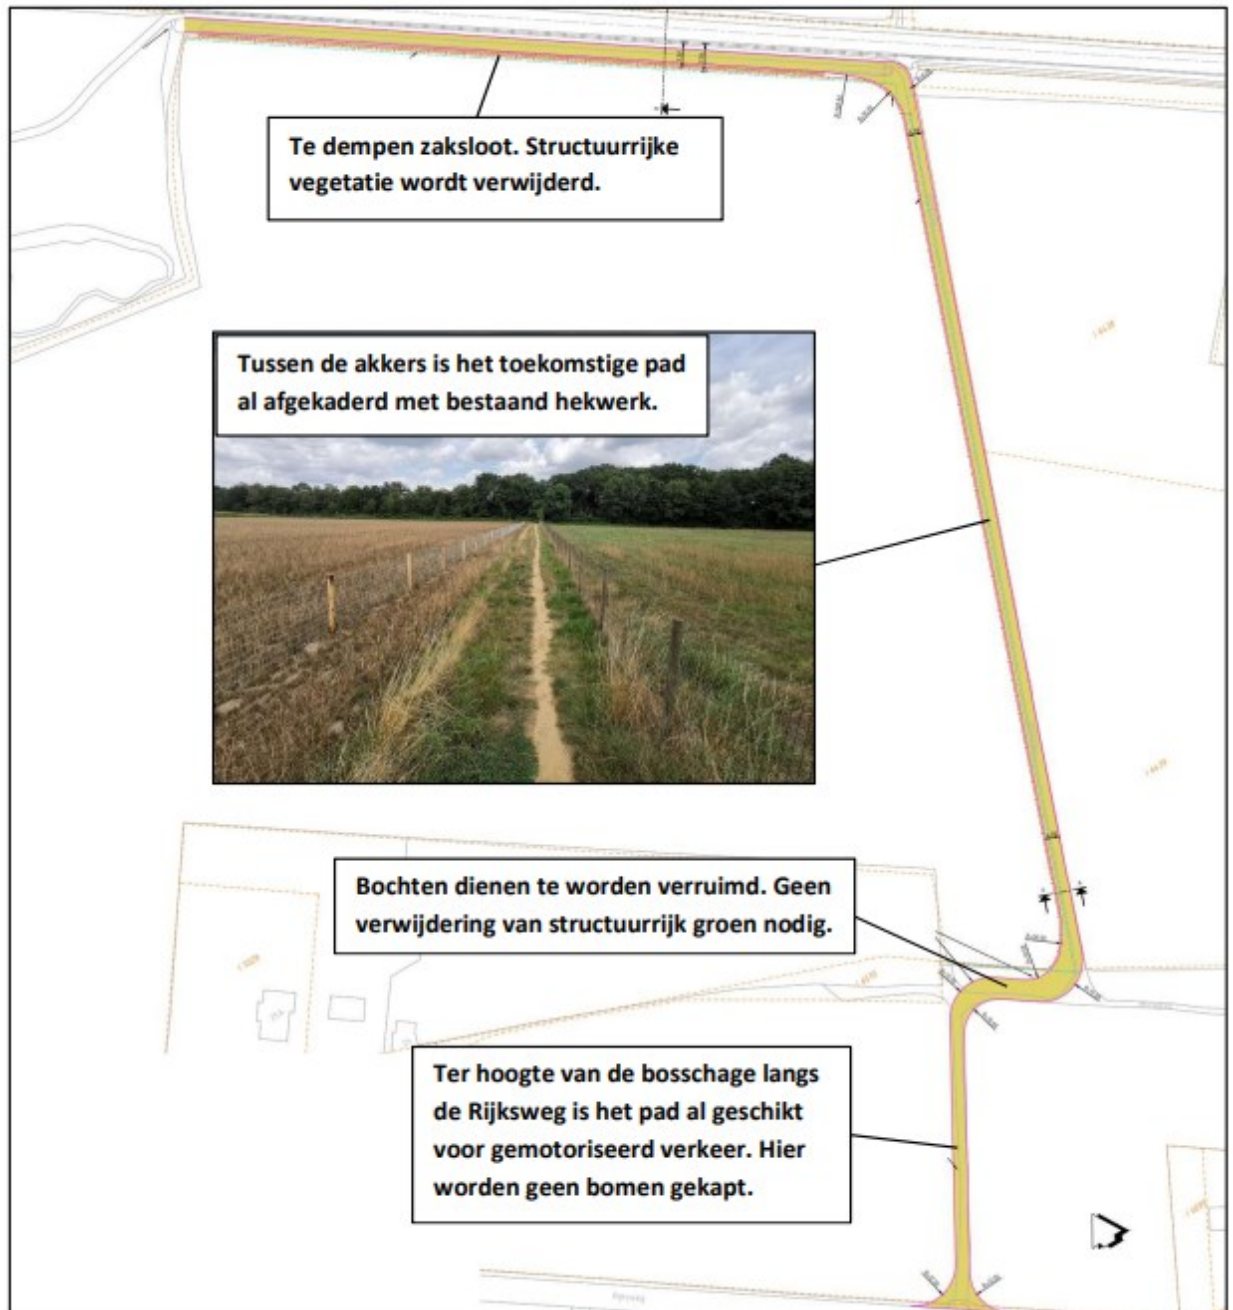 Te dempen zaksloot. Structuurrijke
vegetatie wordt verwijderd.
Tussen de akkers is het toekomstige pad
al afgekaderd met bestaand hekwerk.
Bochten dienen te worden verruimd. Geen
verwijdering van structuurrijk groen nodig.
Ter hoogte van de bosschage langs
de Rijksweg is het pad al geschikt
voor gemotoriseerd verkeer. Hier
worden geen bomen gekapt.